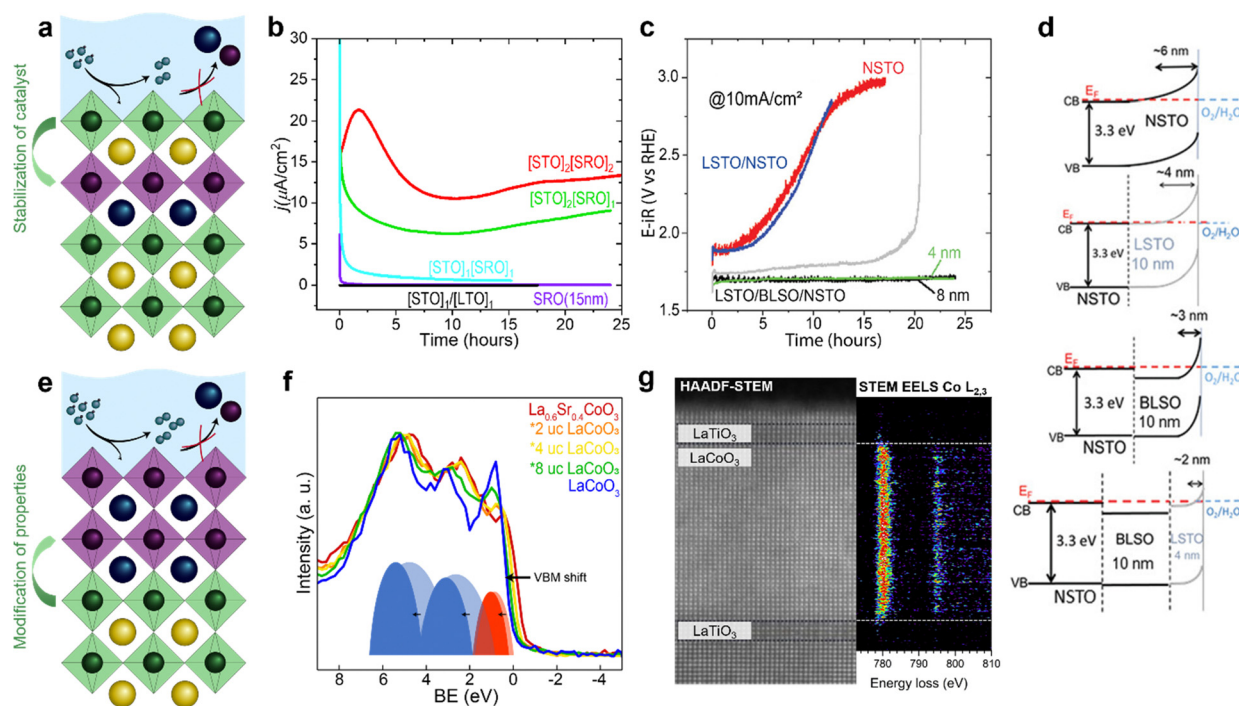 a
Stabilization of catalyst
b
30
25
20
15
10
5
0
j(μA/cm²)
[STO]₂[SRO]₂
[STO]₂[SRO]₁
[STO]₁[SRO]₁
[STO]₁/[LTO]₁
SRO(15nm)
0 5 10 15 20 25
Time (hours)
c
3.0
2.5
2.0
1.5
E-iR (V vs RHE)
@10mA/cm²
NSTO
LSTO/NSTO
4 nm
LSTO/BLSO/NSTO
8 nm
0 5 10 15 20 25
Time (hours)
d
~6 nm
E_F
CB
NSTO
O₂/H₂O
3.3 eV
VB
~4 nm
E_F
CB
O₂/H₂O
3.3 eV
LSTO
10 nm
VB
NSTO
~3 nm
E_F
CB
O₂/H₂O
3.3 eV
BLSO
10 nm
VB
NSTO
~2 nm
E_F
CB
O₂/H₂O
3.3 eV
BLSO
10 nm
LSTO
4 nm
VB
NSTO
e
Modification of properties
f
Intensity (a. u.)
La₀.₆Sr₀.₄CoO₃
*2 uc LaCoO₃
*4 uc LaCoO₃
*8 uc LaCoO₃
LaCoO₃
VBM shift
8 6 4 2 0 -2 -4
BE (eV)
g
HAADF-STEM
STEM EELS Co L₂,₃
LaTiO₃
LaCoO₃
LaTiO₃
780 790 800 810
Energy loss (eV)